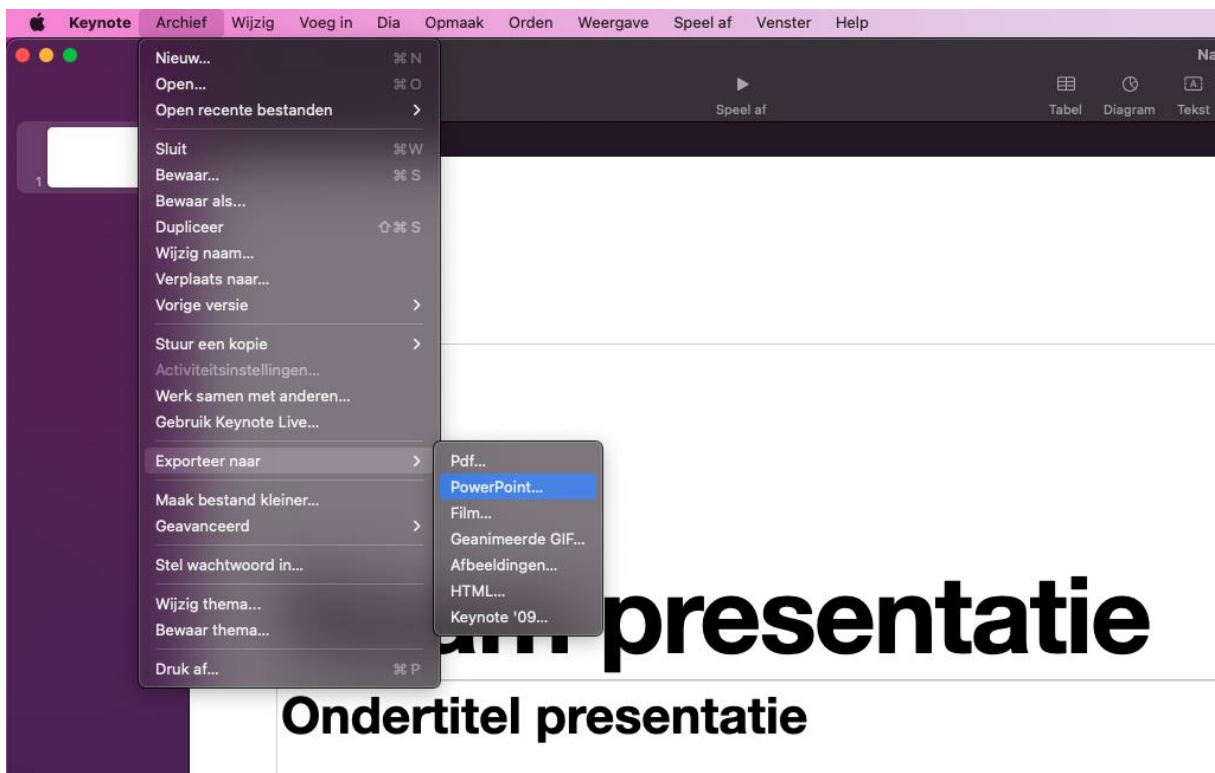 Keynote Archief Wijzig Voeg in Dia Opmaak Orden Weergave Speel af Venster Help
Speel af
Tabel Diagram Tekst
1
Nieuw... ⌘ N
Open... ⌘ O
Open recente bestanden >
Sluit ⌘ W
Bewaar... ⌘ S
Bewaar als...
Dupliceer ⇧ ⌘ S
Wijzig naam...
Verplaats naar...
Vorige versie >
Stuur een kopie >
Activiteitsinstellingen...
Werk samen met anderen...
Gebruik Keynote Live...
Exporteer naar >
Maak bestand kleiner...
Geavanceerd >
Stel wachtwoord in...
Wijzig thema...
Bewaar thema...
Druk af... ⌘ P
Pdf...
PowerPoint...
Film...
Geanimeerde GIF...
Afbeeldingen...
HTML...
Keynote '09...
presentatie
Ondertitel presentatie